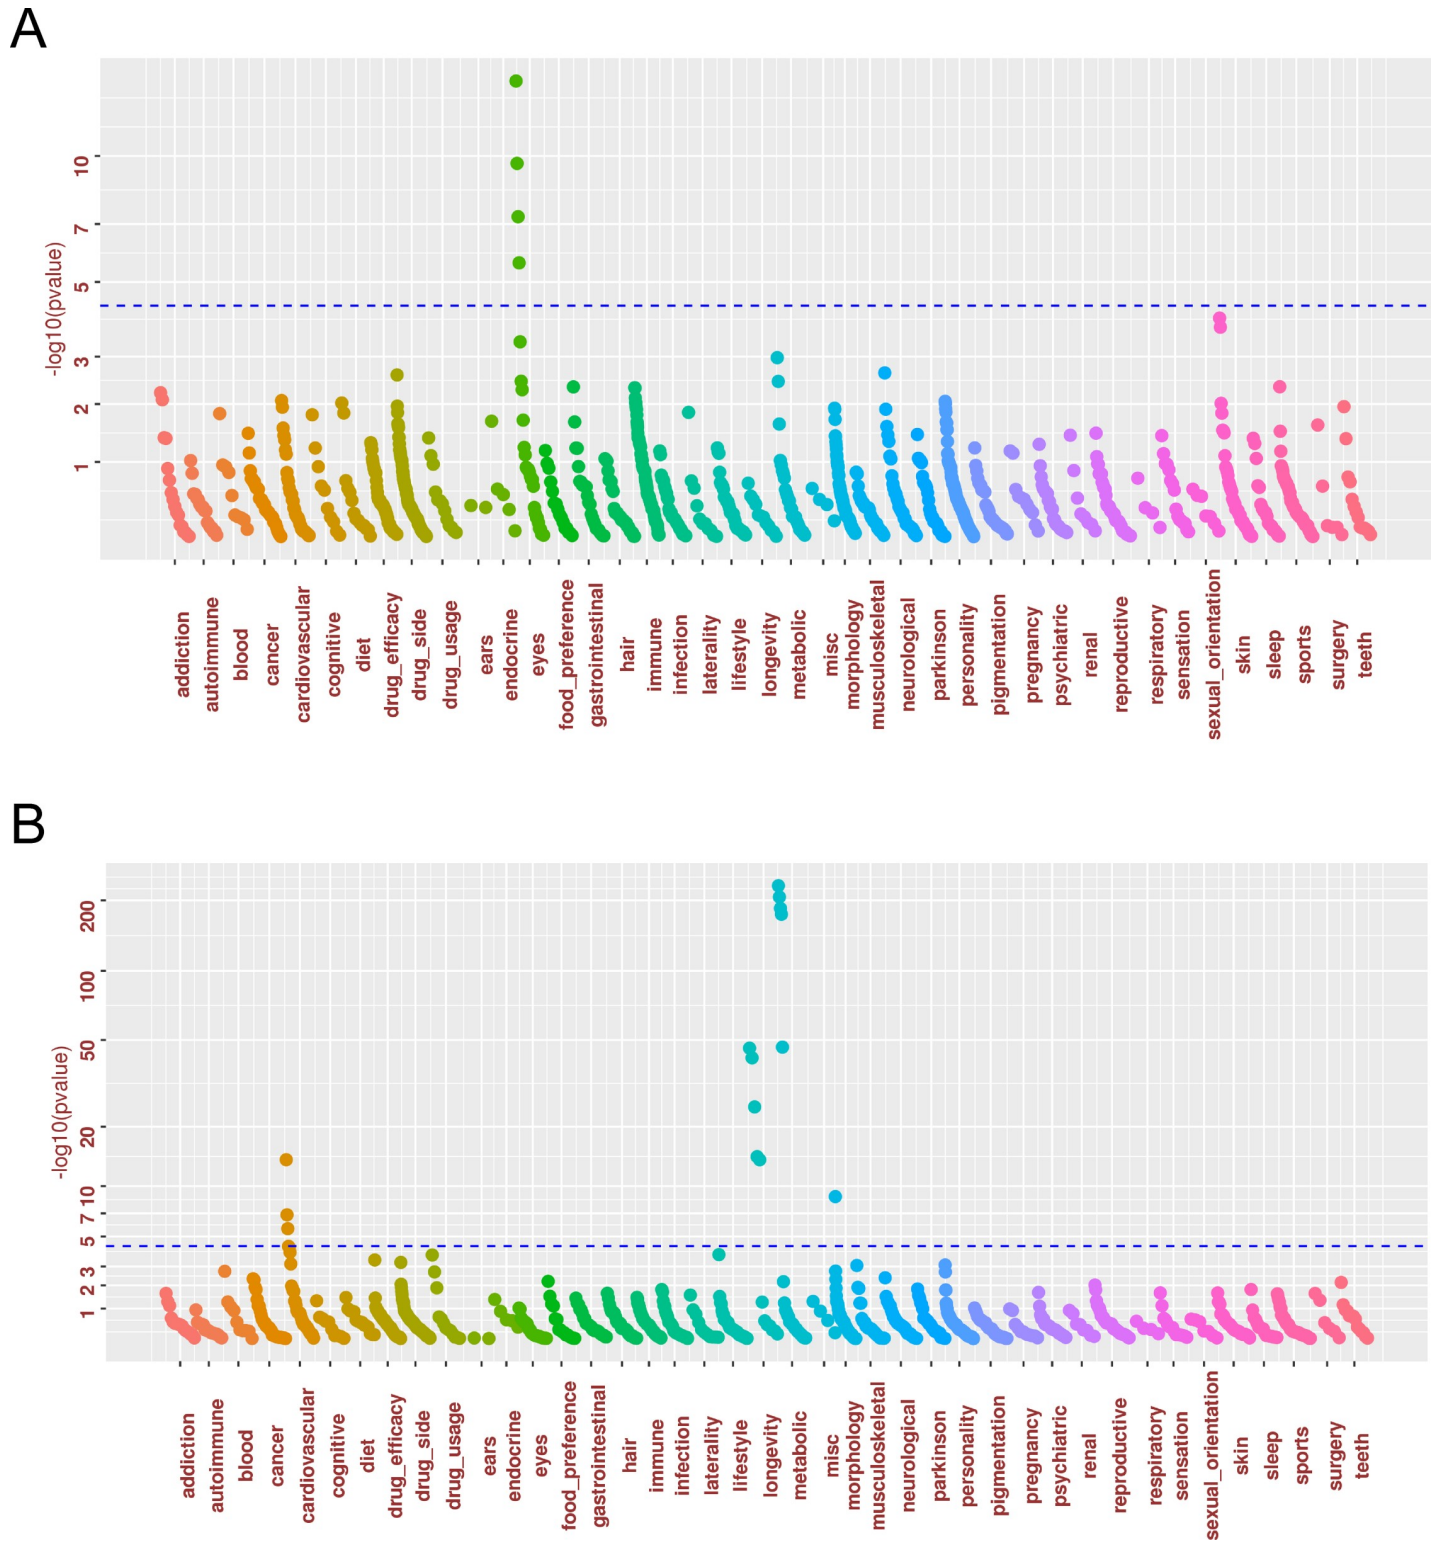 A
-log10(pvalue)
10
7
5
3
2
1
addiction
autoimmune
blood
cancer
cardiovascular
cognitive
diet
drug_efficacy
drug_side
drug_usage
ears
endocrine
eyes
food_preference
gastrointestinal
hair
immune
infection
laterality
lifestyle
longevity
metabolic
misc
morphology
musculoskeletal
neurological
parkinson
personality
pigmentation
pregnancy
psychiatric
renal
reproductive
respiratory
sensation
sexual_orientation
skin
sleep
sports
surgery
teeth
B
-log10(pvalue)
200
100
50
20
10
7
5
3
2
1
addiction
autoimmune
blood
cancer
cardiovascular
cognitive
diet
drug_efficacy
drug_side
drug_usage
ears
endocrine
eyes
food_preference
gastrointestinal
hair
immune
infection
laterality
lifestyle
longevity
metabolic
misc
morphology
musculoskeletal
neurological
parkinson
personality
pigmentation
pregnancy
psychiatric
renal
reproductive
respiratory
sensation
sexual_orientation
skin
sleep
sports
surgery
teeth